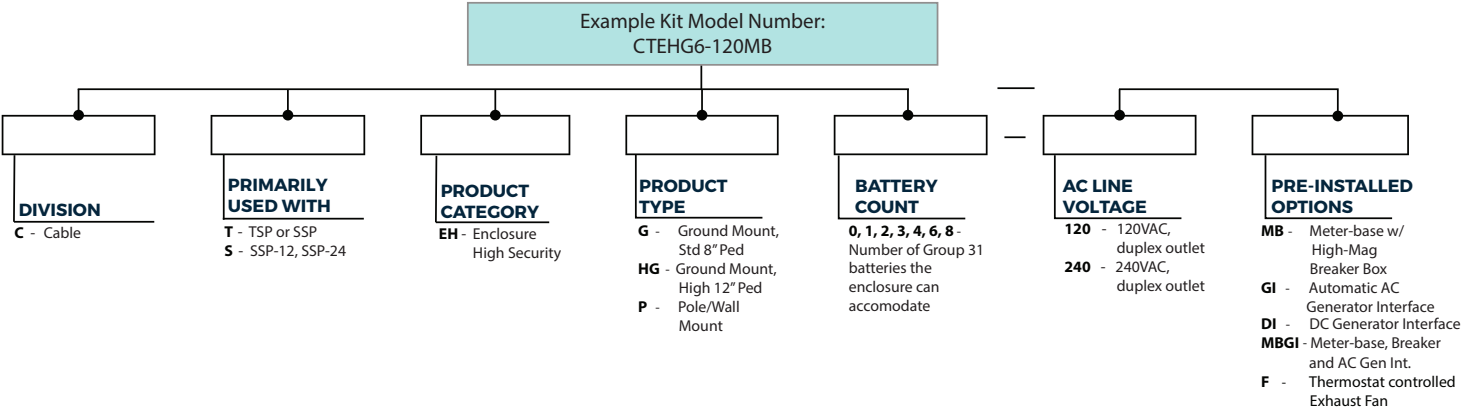 Example Kit Model Number:
CTEHG6-120MB
DIVISION
C - Cable
PRIMARILY
USED WITH
T - TSP or SSP
S - SSP-12, SSP-24
PRODUCT
CATEGORY
EH - Enclosure
High Security
PRODUCT
TYPE
G - Ground Mount,
Std 8" Ped
HG - Ground Mount,
High 12" Ped
P - Pole/Wall
Mount
BATTERY
COUNT
0, 1, 2, 3, 4, 6, 8 -
Number of Group 31
batteries the
enclosure can
accomodate
AC LINE
VOLTAGE
120 - 120VAC,
duplex outlet
240 - 240VAC,
duplex outlet
PRE-INSTALLED
OPTIONS
MB - Meter-base w/
High-Mag
Breaker Box
GI - Automatic AC
Generator Interface
DI - DC Generator Interface
MBGI - Meter-base, Breaker
and AC Gen Int.
F - Thermostat controlled
Exhaust Fan